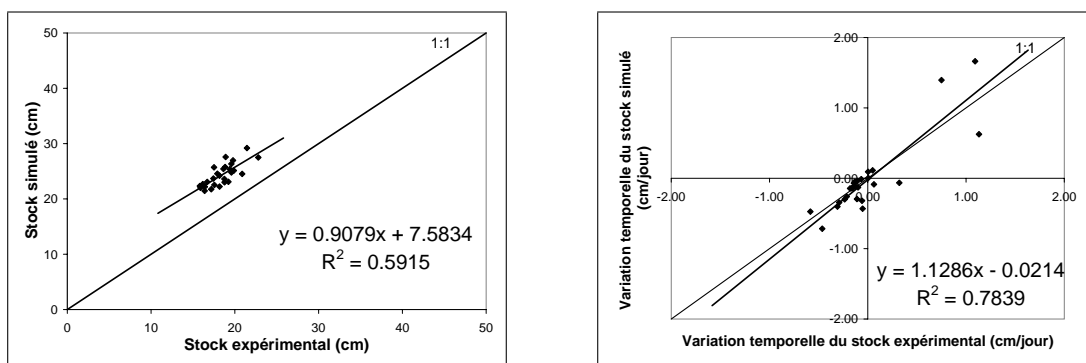 50
40
30
20
10
0
Stock simulé (cm)
1:1
y = 0.9079x + 7.5834
R² = 0.5915
0 10 20 30 40 50
Stock expérimental (cm)
2.00
1.00
0.00
-1.00
-2.00
-2.00 -1.00 0.00 1.00 2.00
Variation temporelle du stock simulé
(cm/jour)
1:1
y = 1.1286x - 0.0214
R² = 0.7839
Variation temporelle du stock expérimental (cm/jour)